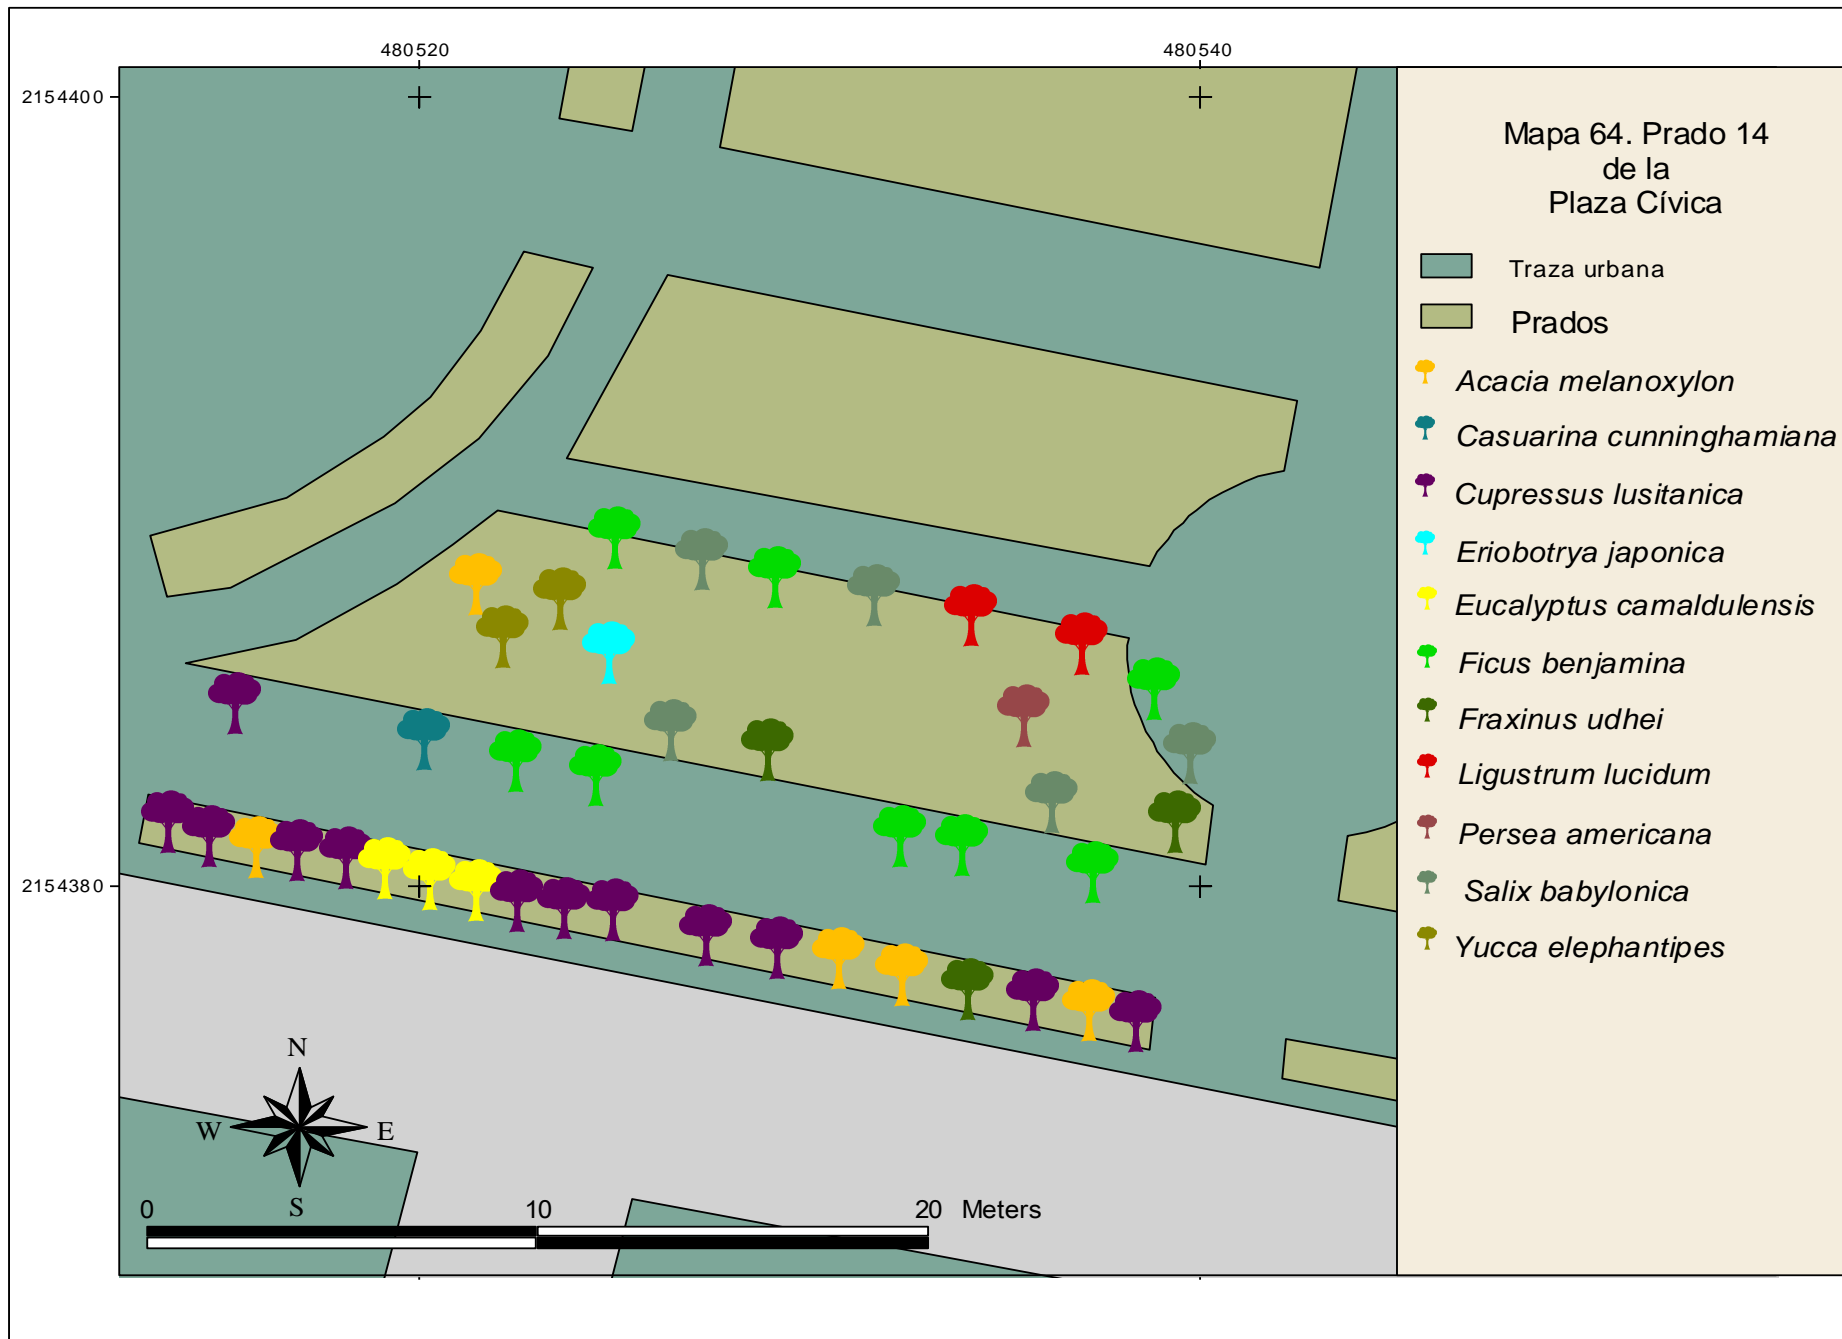 480520
480540
2154400
Mapa 64. Prado 14
de la
Plaza Cívica
Traza urbana
Prados
Acacia melanoxylon
Casuarina cunninghamiana
Cupressus lusitanica
Eriobotrya japonica
Eucalyptus camaldulensis
Ficus benjamina
Fraxinus udhei
Ligustrum lucidum
Persea americana
Salix babylonica
Yucca elephantipes
2154380
N
W
E
S
0
10
20
Meters